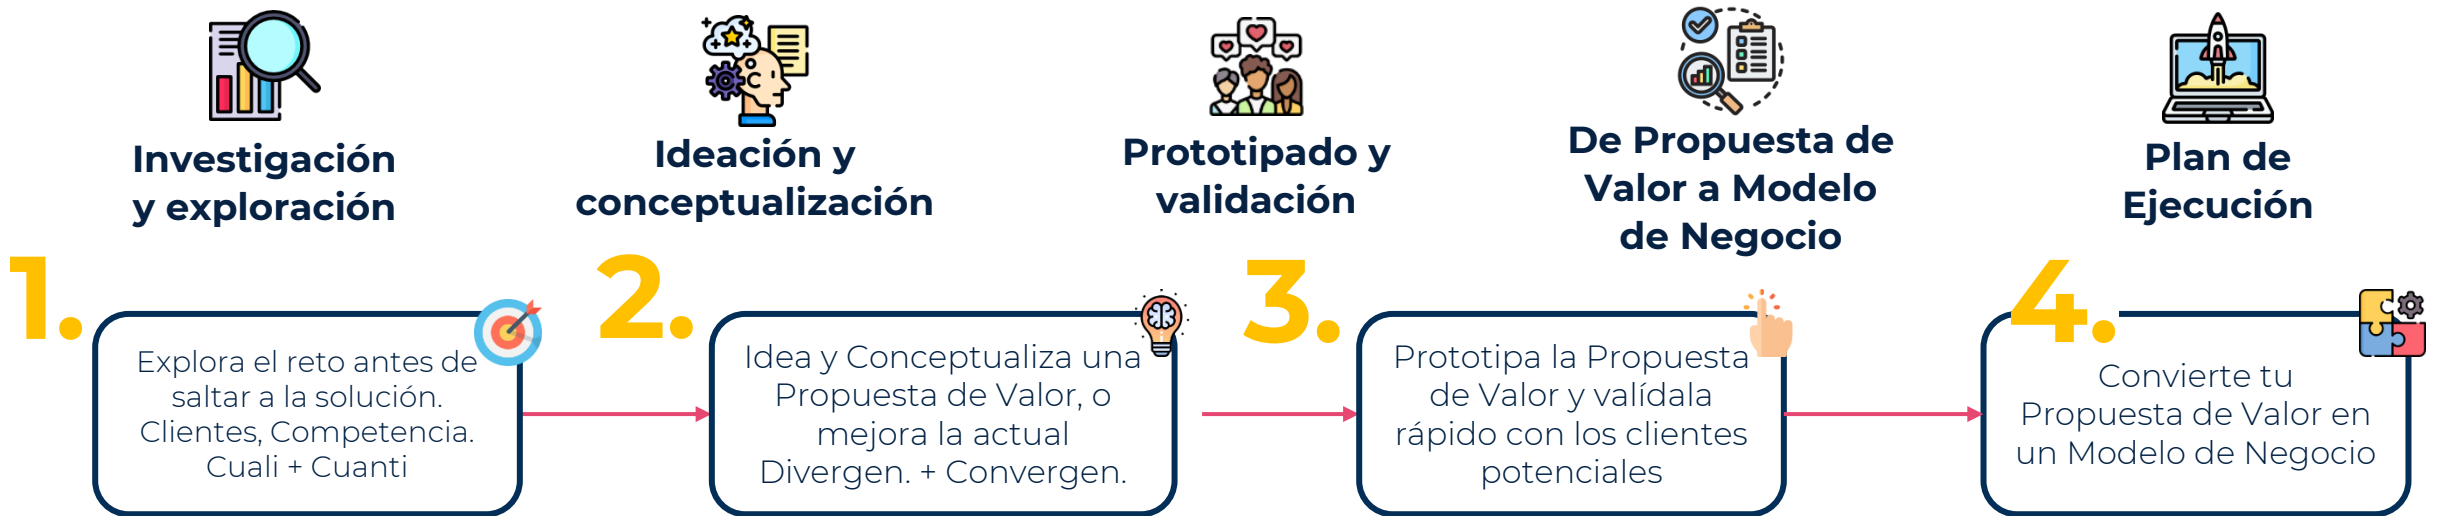 Investigación
y exploración
Ideación y
conceptualización
Prototipado y
validación
De Propuesta de
Valor a Modelo
de Negocio
Plan de
Ejecución
1.
Explora el reto antes de
saltar a la solución.
Clientes, Competencia.
Cuali + Cuanti
2.
Idea y Conceptualiza una
Propuesta de Valor, o
mejora la actual
Divergen. + Convergen.
3.
Prototipa la Propuesta
de Valor y valídala
rápido con los clientes
potenciales
4.
Convierte tu
Propuesta de Valor en
un Modelo de Negocio